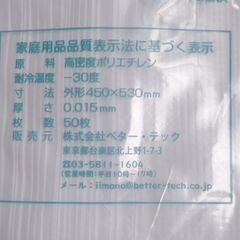 家庭用品品質表示法に基づく表示
原料 高密度ポリエチレン
耐冷温度 -30度
寸法 外形450×530mm
厚さ 0.015mm
枚数 50枚
販売元 株式会社ベター・テック
東京都台東区北上野1-7-3
☎03-5811-1604
(営業時間:平日10時〜17時)
メール:iimono@better-tech.co.jp